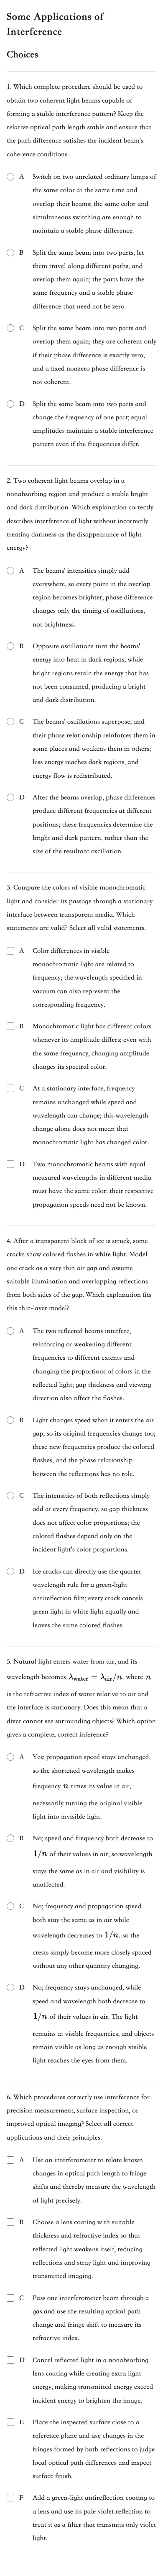 Some Applications of
Interference
Choices
1. Which complete procedure should be used to
obtain two coherent light beams capable of
forming a stable interference pattern? Keep the
relative optical path length stable and ensure that
the path difference satisfies the incident beam's
coherence conditions.
A Switch on two unrelated ordinary lamps of
the same color at the same time and
overlap their beams; the same color and
simultaneous switching are enough to
maintain a stable phase difference.
B Split the same beam into two parts, let
them travel along different paths, and
overlap them again; the parts have the
same frequency and a stable phase
difference that need not be zero.
C Split the same beam into two parts and
overlap them again; they are coherent only
if their phase difference is exactly zero,
and a fixed nonzero phase difference is
not coherent.
D Split the same beam into two parts and
change the frequency of one part; equal
amplitudes maintain a stable interference
pattern even if the frequencies differ.
2. Two coherent light beams overlap in a
nonabsorbing region and produce a stable bright
and dark distribution. Which explanation correctly
describes interference of light without incorrectly
treating darkness as the disappearance of light
energy?
A The beams' intensities simply add
everywhere, so every point in the overlap
region becomes brighter; phase difference
changes only the timing of oscillations,
not brightness.
B Opposite oscillations turn the beams'
energy into heat in dark regions, while
bright regions retain the energy that has
not been consumed, producing a bright
and dark distribution.
C The beams' oscillations superpose, and
their phase relationship reinforces them in
some places and weakens them in others;
less energy reaches dark regions, and
energy flow is redistributed.
D After the beams overlap, phase differences
produce different frequencies at different
positions; these frequencies determine the
bright and dark pattern, rather than the
size of the resultant oscillation.
3. Compare the colors of visible monochromatic
light and consider its passage through a stationary
interface between transparent media. Which
statements are valid? Select all valid statements.
A Color differences in visible
monochromatic light are related to
frequency; the wavelength specified in
vacuum can also represent the
corresponding frequency.
B Monochromatic light has different colors
whenever its amplitude differs; even with
the same frequency, changing amplitude
changes its spectral color.
C At a stationary interface, frequency
remains unchanged while speed and
wavelength can change; this wavelength
change alone does not mean that
monochromatic light has changed color.
D Two monochromatic beams with equal
measured wavelengths in different media
must have the same color; their respective
propagation speeds need not be known.
4. After a transparent block of ice is struck, some
cracks show colored flashes in white light. Model
one crack as a very thin air gap and assume
suitable illumination and overlapping reflections
from both sides of the gap. Which explanation fits
this thin-layer model?
A The two reflected beams interfere,
reinforcing or weakening different
frequencies to different extents and
changing the proportions of colors in the
reflected light; gap thickness and viewing
direction also affect the flashes.
B Light changes speed when it enters the air
gap, so its original frequencies change too;
these new frequencies produce the colored
flashes, and the phase relationship
between the reflections has no role.
C The intensities of both reflections simply
add at every frequency, so gap thickness
does not affect color proportions; the
colored flashes depend only on the
incident light's color proportions.
D Ice cracks can directly use the quarter-
wavelength rule for a green-light
antireflection film; every crack cancels
green light in white light equally and
leaves the same colored flashes.
5. Natural light enters water from air, and its
wavelength becomes λ_water = λ_air/n, where n
is the refractive index of water relative to air and
the interface is stationary. Does this mean that a
diver cannot see surrounding objects? Which option
gives a complete, correct inference?
A Yes; propagation speed stays unchanged,
so the shortened wavelength makes
frequency n times its value in air,
necessarily turning the original visible
light into invisible light.
B No; speed and frequency both decrease to
1/n of their values in air, so wavelength
stays the same as in air and visibility is
unaffected.
C No; frequency and propagation speed
both stay the same as in air while
wavelength decreases to 1/n, so the
crests simply become more closely spaced
without any other quantity changing.
D No; frequency stays unchanged, while
speed and wavelength both decrease to
1/n of their values in air. The light
remains at visible frequencies, and objects
remain visible as long as enough visible
light reaches the eyes from them.
6. Which procedures correctly use interference for
precision measurement, surface inspection, or
improved optical imaging? Select all correct
applications and their principles.
A Use an interferometer to relate known
changes in optical path length to fringe
shifts and thereby measure the wavelength
of light precisely.
B Choose a lens coating with suitable
thickness and refractive index so that
reflected light weakens itself, reducing
reflections and stray light and improving
transmitted imaging.
C Pass one interferometer beam through a
gas and use the resulting optical path
change and fringe shift to measure its
refractive index.
D Cancel reflected light in a nonabsorbing
lens coating while creating extra light
energy, making transmitted energy exceed
incident energy to brighten the image.
E Place the inspected surface close to a
reference plane and use changes in the
fringes formed by both reflections to judge
local optical path differences and inspect
surface finish.
F Add a green-light antireflection coating to
a lens and use its pale violet reflection to
treat it as a filter that transmits only violet
light.